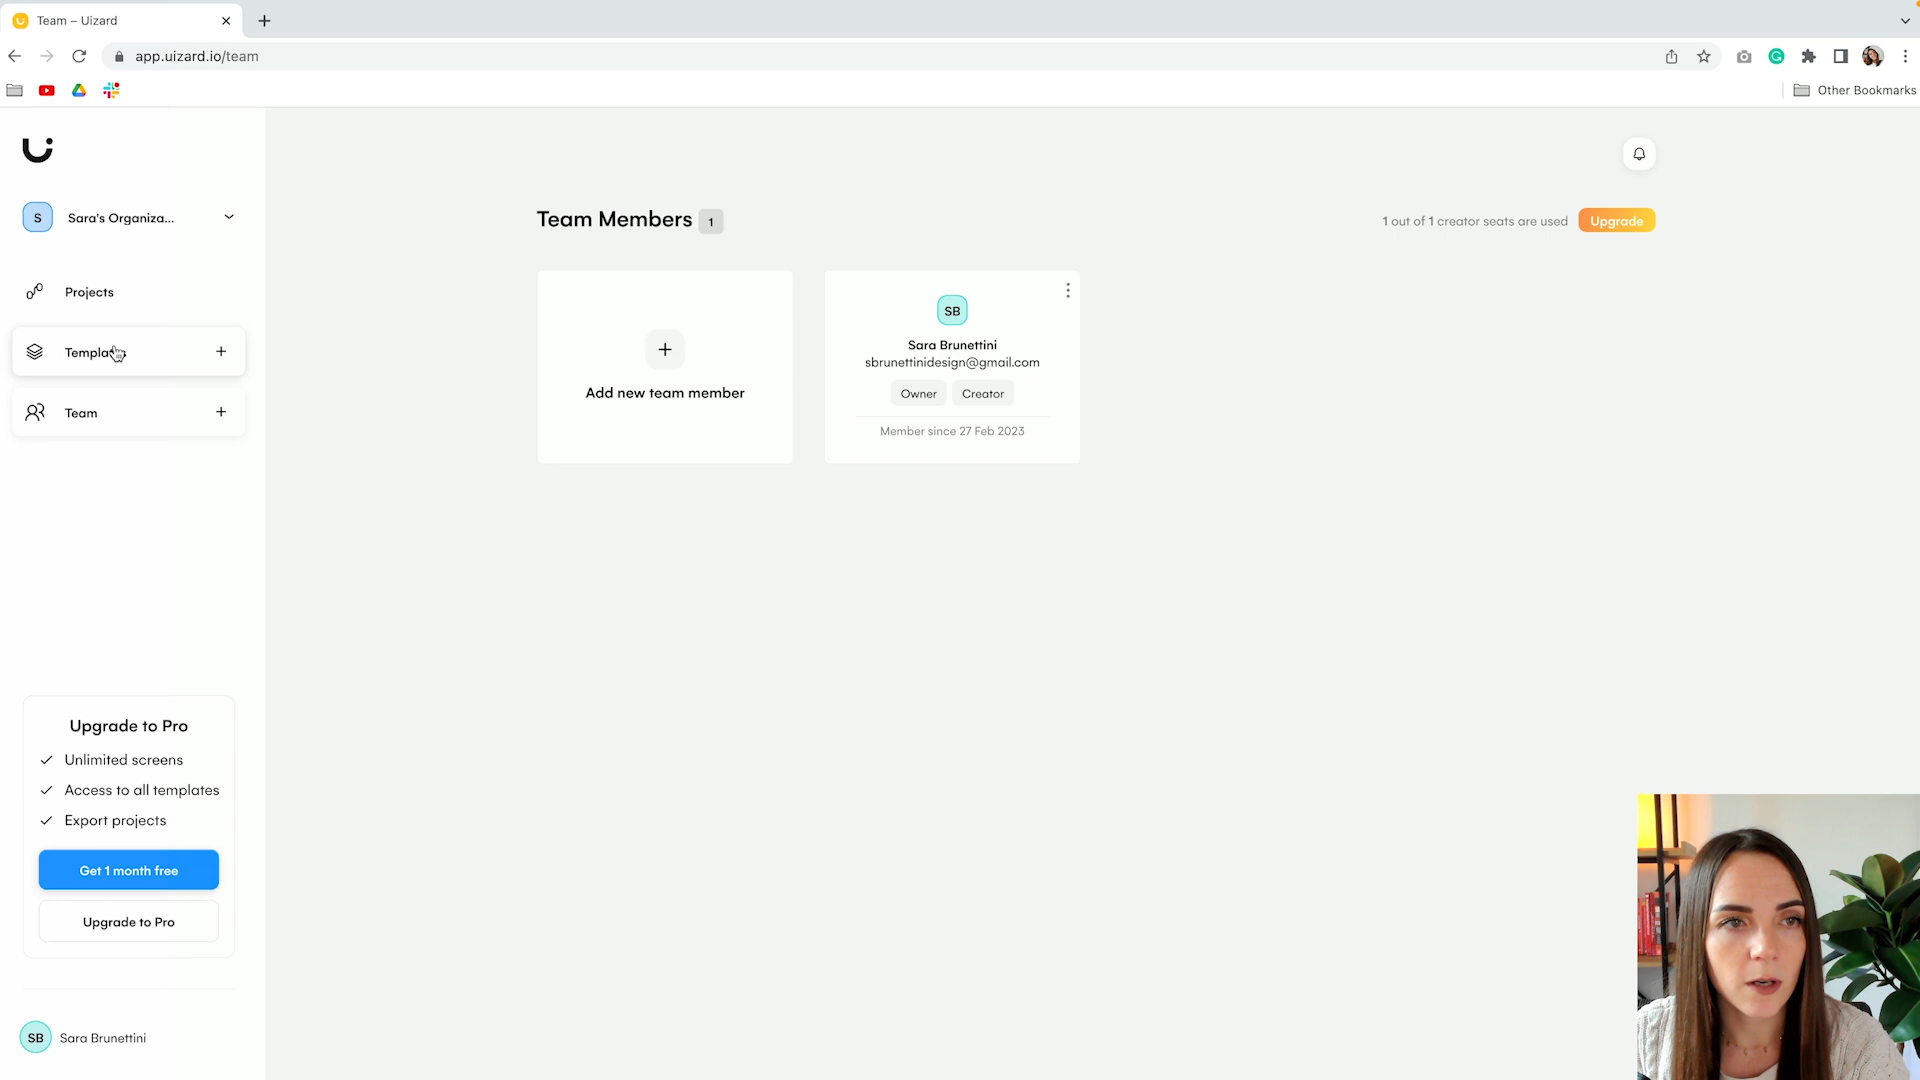 Team – Uizard
app.uizard.io/team
Other Bookmarks
S
Sara's Organiza...
Projects
Team
Team Members 1
1 out of 1 creator seats are used
Upgrade
Add new team member
SB
Sara Brunettini
sbrunettinidesign@gmail.com
Owner
Creator
Member since 27 Feb 2023
Upgrade to Pro
Unlimited screens
Access to all templates
Export projects
Get 1 month free
Upgrade to Pro
SB
Sara Brunettini